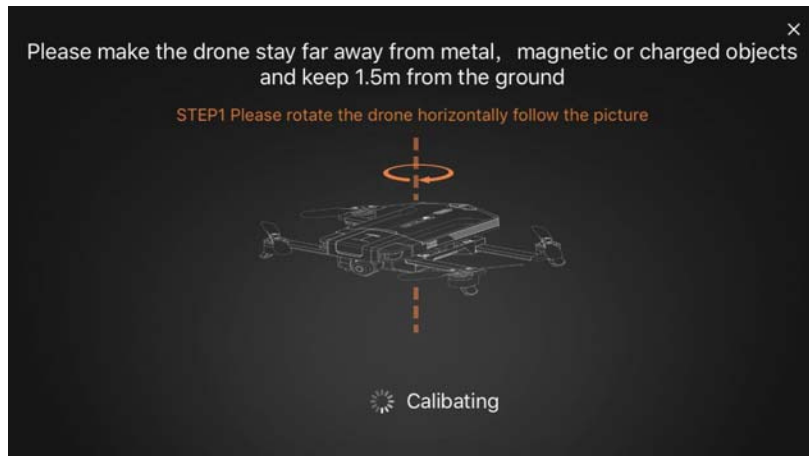 Please make the drone stay far away from metal, magnetic or charged objects
and keep 1.5m from the ground
STEP1 Please rotate the drone horizontally follow the picture
Calibating